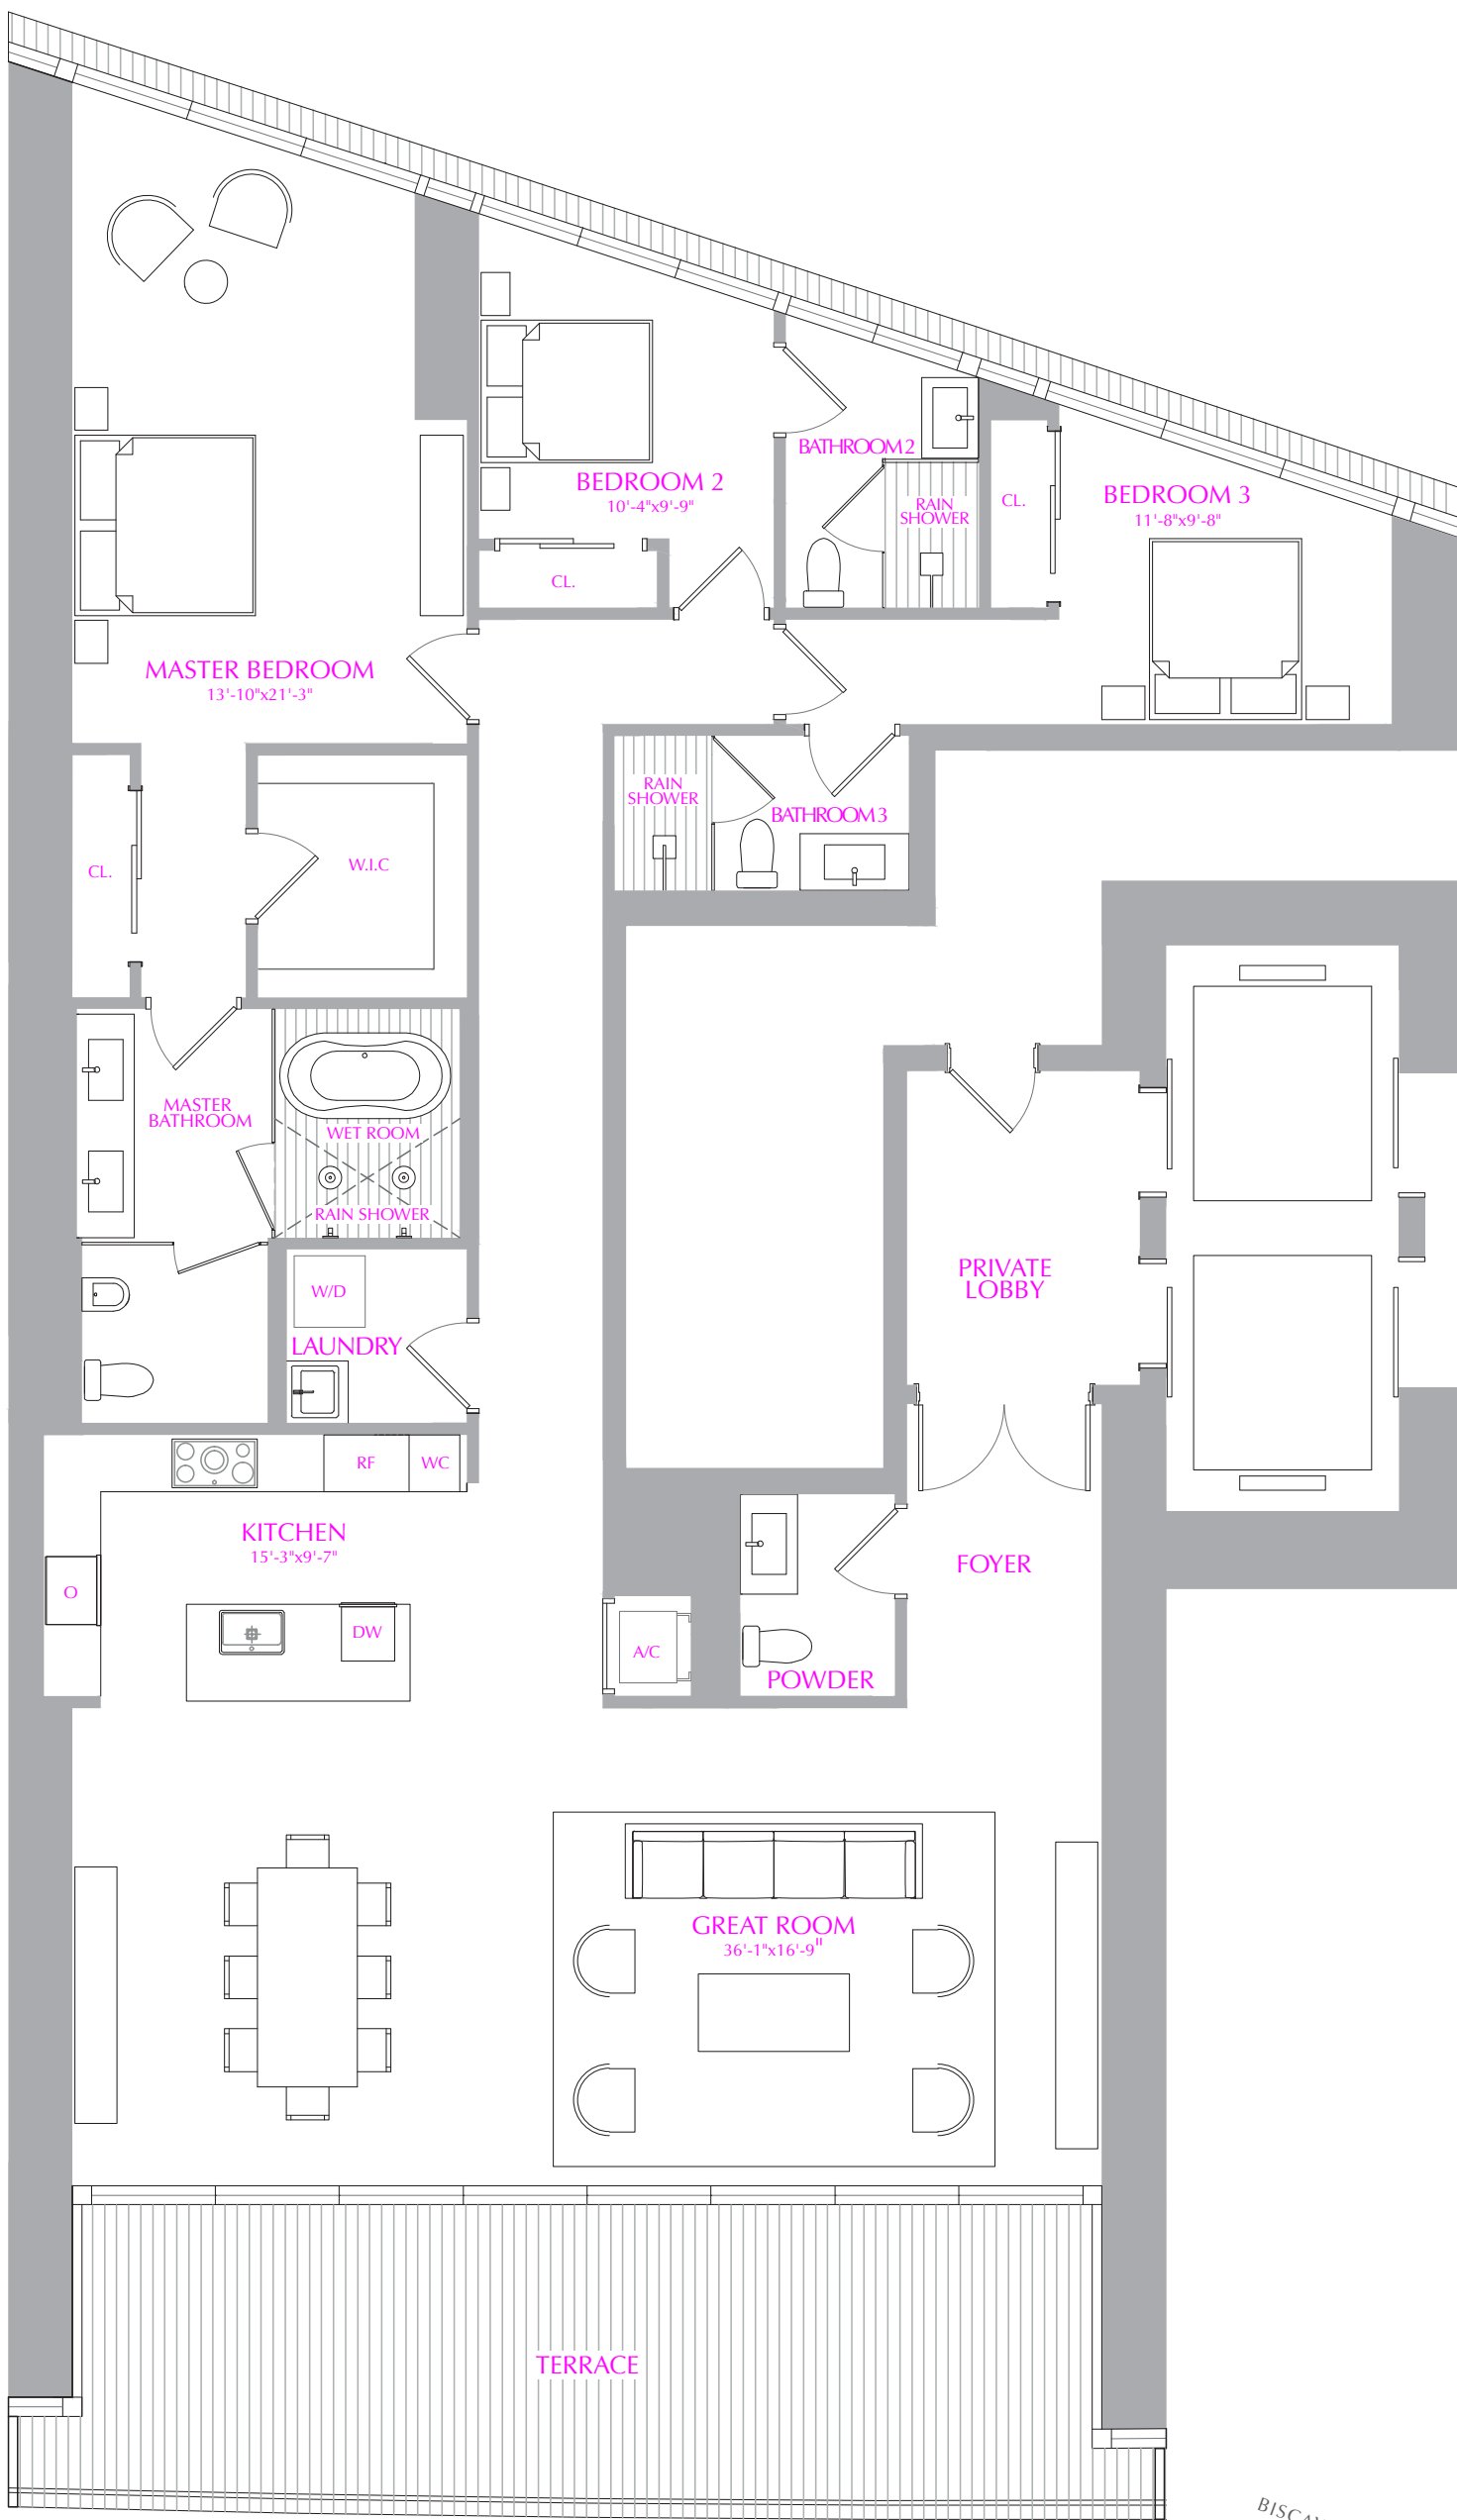 BATHROOM 2
BEDROOM 2
10'-4"x9'-9"
BEDROOM 3
11'-8"x9'-8"
RAIN
SHOWER
CL.
CL.
MASTER BEDROOM
13'-10"x21'-3"
RAIN
SHOWER
BATHROOM 3
CL.
W.I.C
MASTER
BATHROOM
WET ROOM
RAIN SHOWER
PRIVATE
LOBBY
W/D
LAUNDRY
RF
WC
KITCHEN
15'-3"x9'-7"
FOYER
O
DW
A/C
POWDER
GREAT ROOM
36'-1"x16'-9"
TERRACE